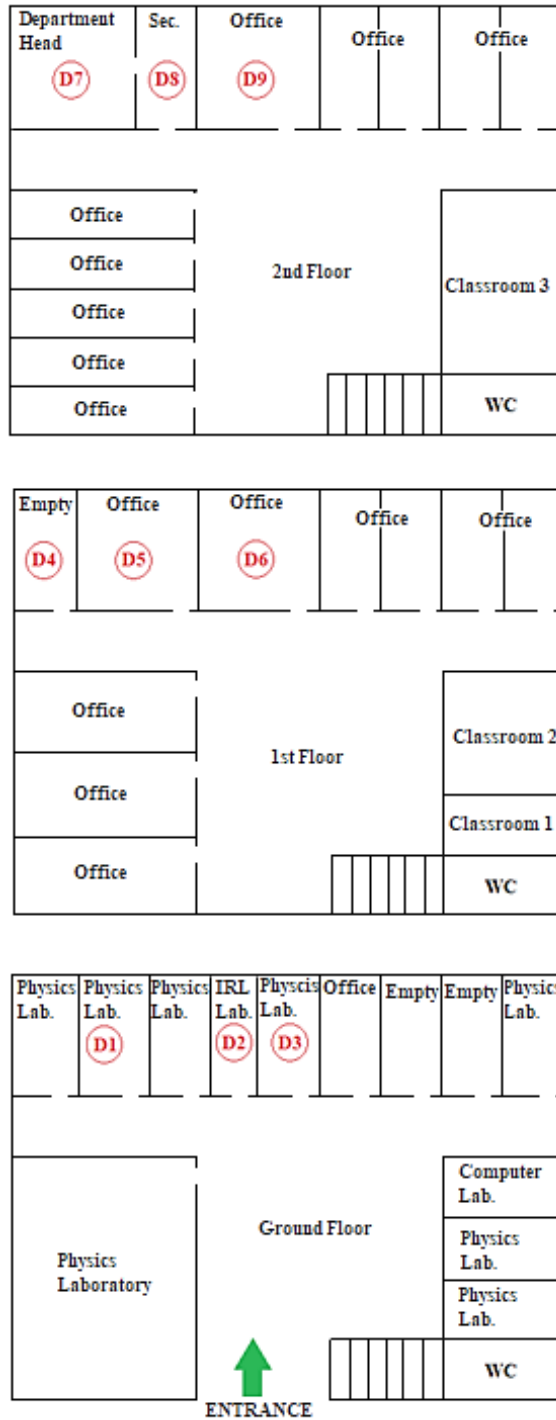 Department
Head
Sec.
Office
Office
Office
D7
D8
D9
Office
Office
Office
Office
Office
2nd Floor
Classroom 3
WC
Empty
Office
Office
Office
Office
D4
D5
D6
Office
Office
Office
1st Floor
Classroom 2
Classroom 1
WC
Physics
Lab.
Physics
Lab.
Physics
Lab.
IRL
Lab.
Physcis
Lab.
Office
Empty
Empty
Physics
Lab.
D1
D2
D3
Physics
Laboratory
Ground Floor
Computer
Lab.
Physics
Lab.
Physics
Lab.
WC
ENTRANCE